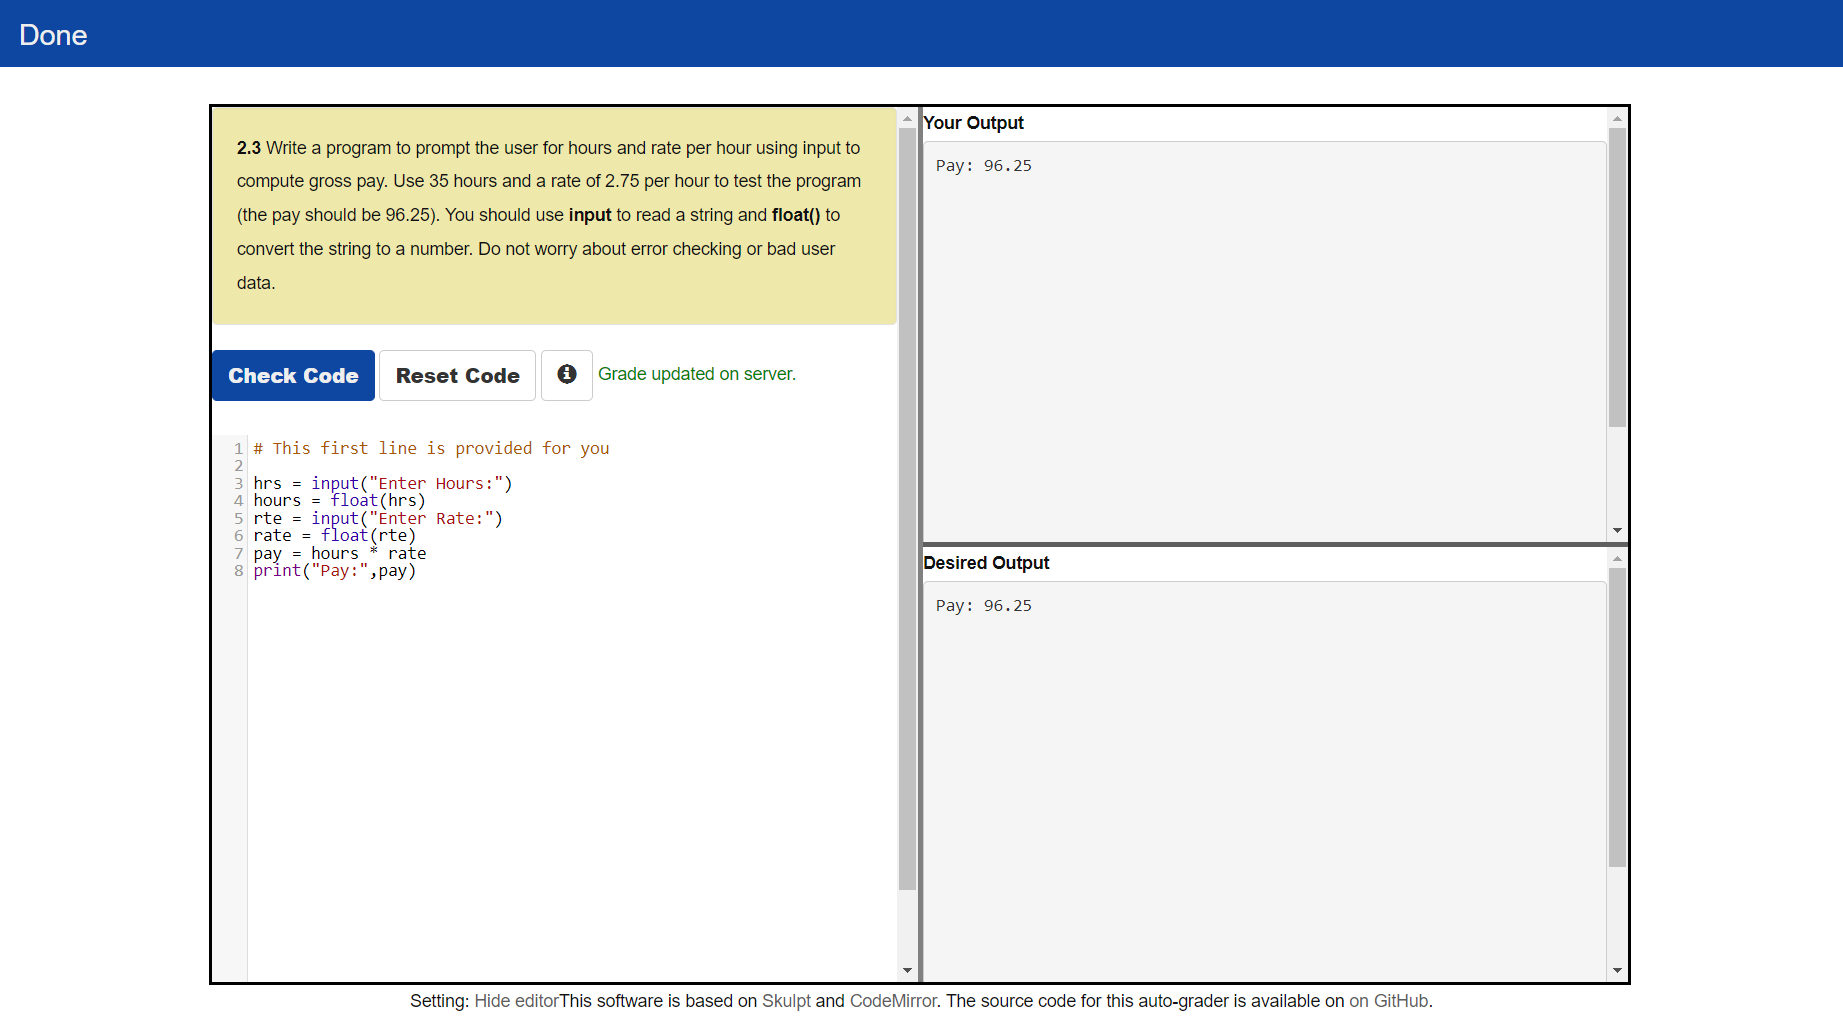 Done
2.3 Write a program to prompt the user for hours and rate per hour using input to
compute gross pay. Use 35 hours and a rate of 2.75 per hour to test the program
(the pay should be 96.25). You should use input to read a string and float() to
convert the string to a number. Do not worry about error checking or bad user
data.
Check Code Reset Code Grade updated on server.
1 # This first line is provided for you
2
3 hrs = input("Enter Hours:")
4 hours = float(hrs)
5 rte = input("Enter Rate:")
6 rate = float(rte)
7 pay = hours * rate
8 print("Pay:",pay)
Your Output
Pay: 96.25
Desired Output
Pay: 96.25
Setting: Hide editorThis software is based on Skulpt and CodeMirror. The source code for this auto-grader is available on on GitHub.